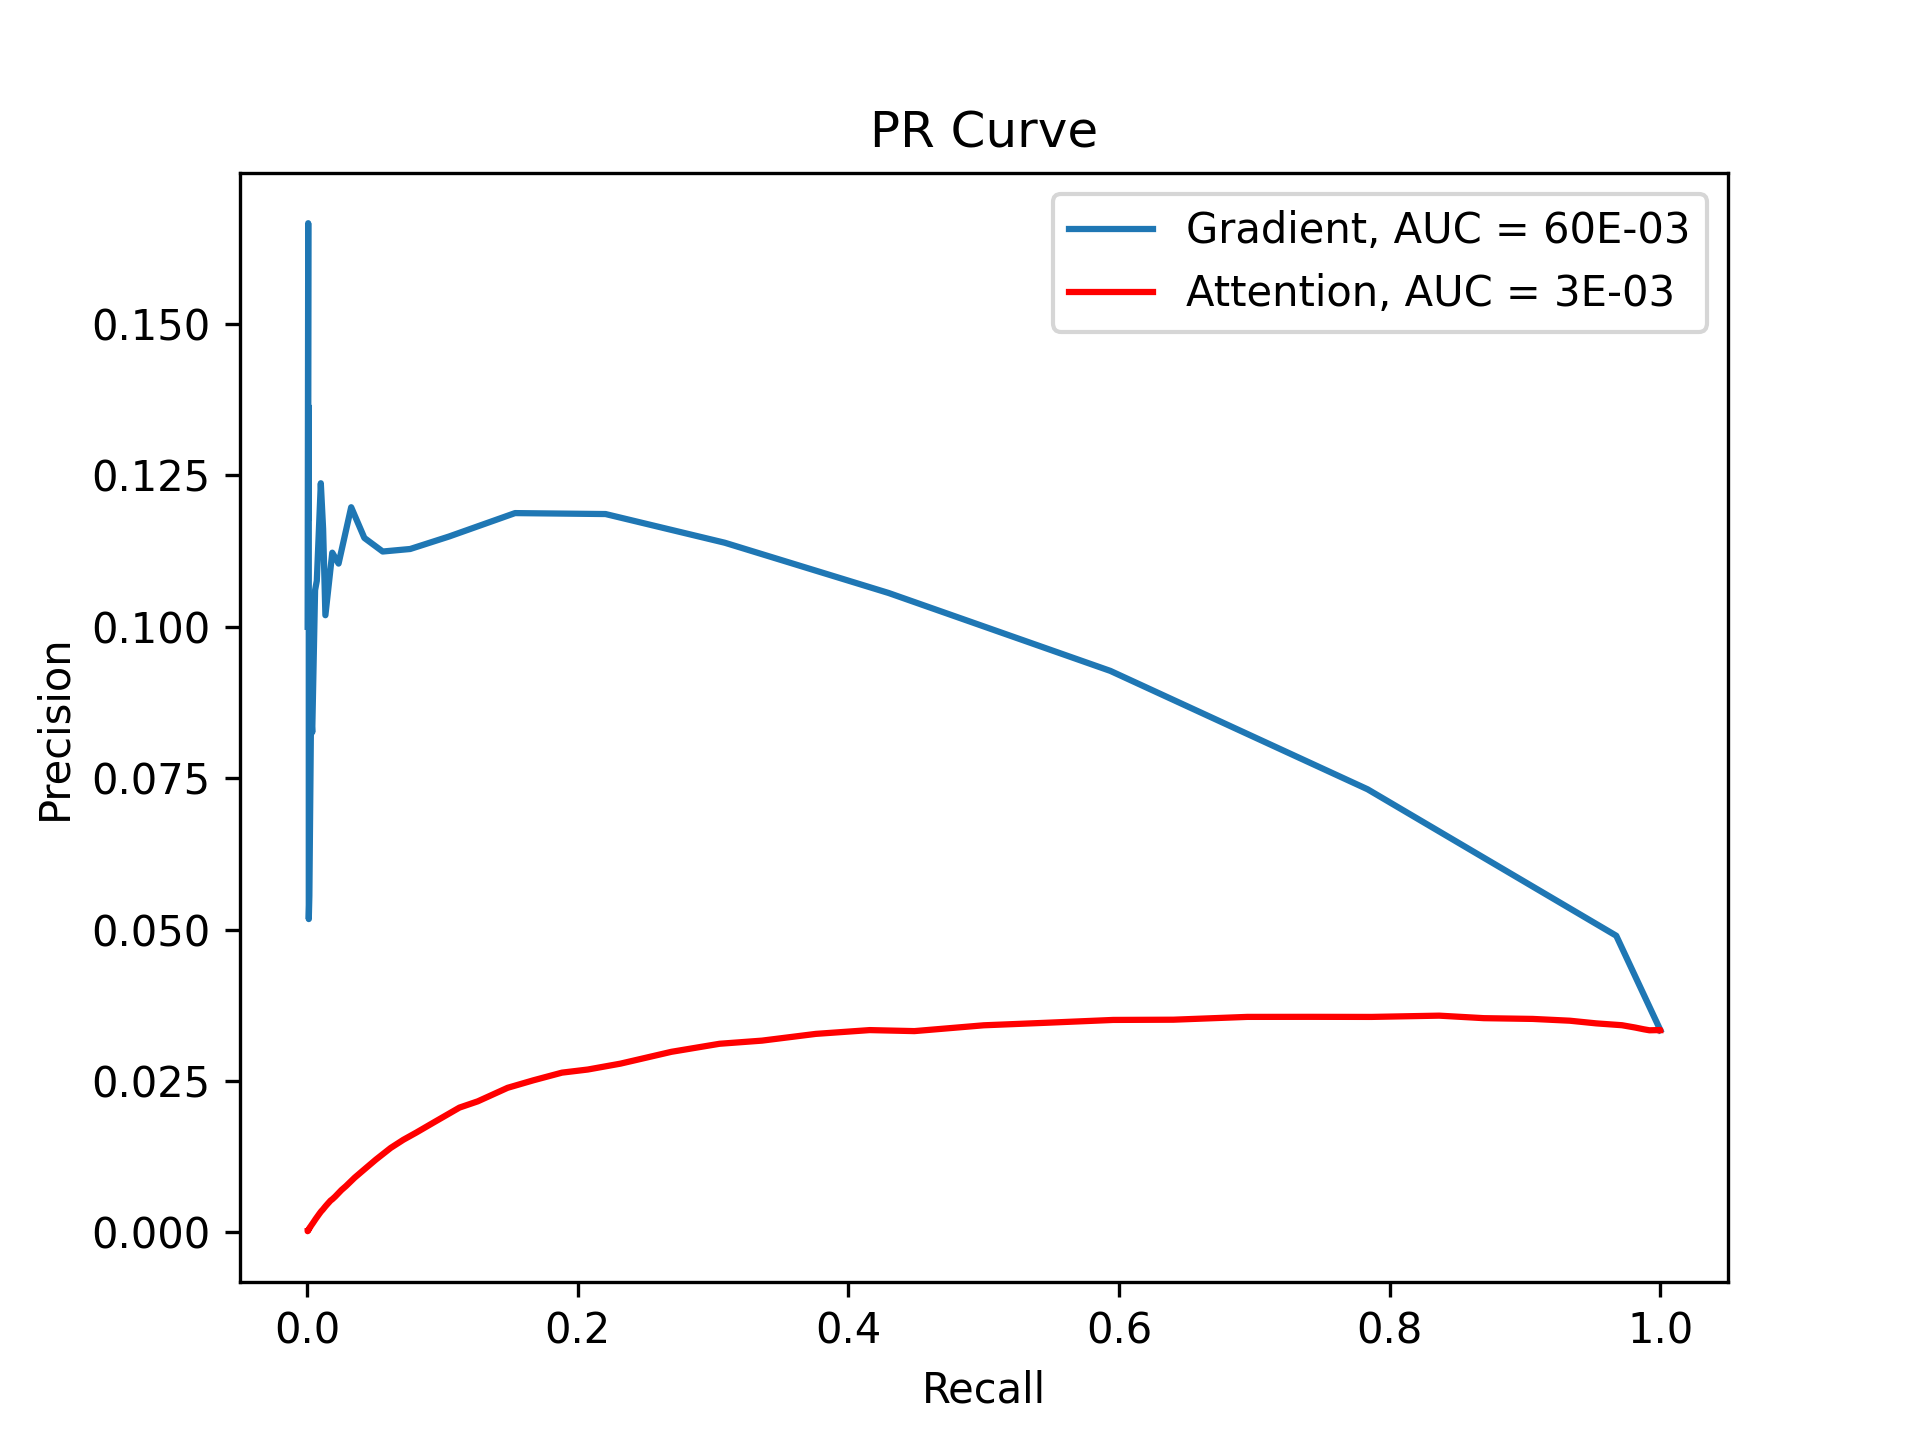 PR Curve
Gradient, AUC = 60E-03
Attention, AUC = 3E-03
Precision
0.150
0.125
0.100
0.075
0.050
0.025
0.000
0.0 0.2 0.4 0.6 0.8 1.0
Recall